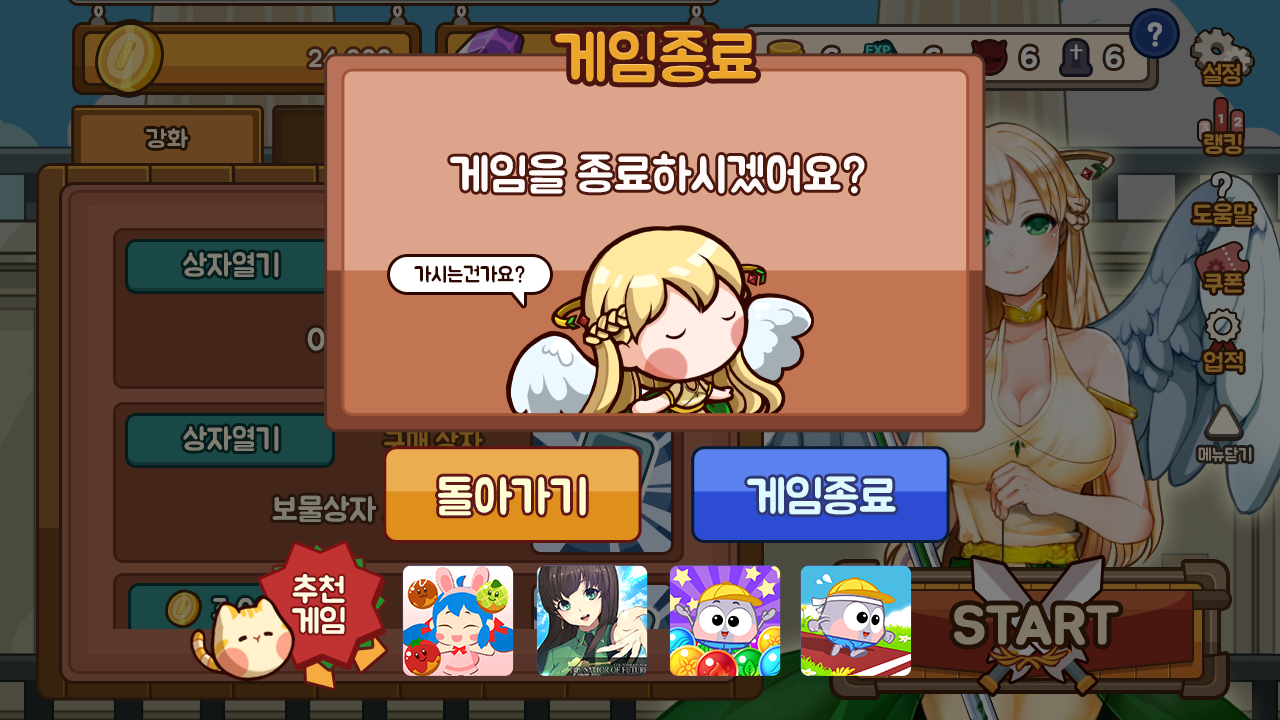 게임종료
EXP
6
6
?
설정
1 2
랭킹
강화
게임을 종료하시겠어요?
도움말
상자열기
가시는건가요?
쿠폰
0
업적
상자열기
메뉴닫기
보물상자
돌아가기
게임종료
추천
게임
START